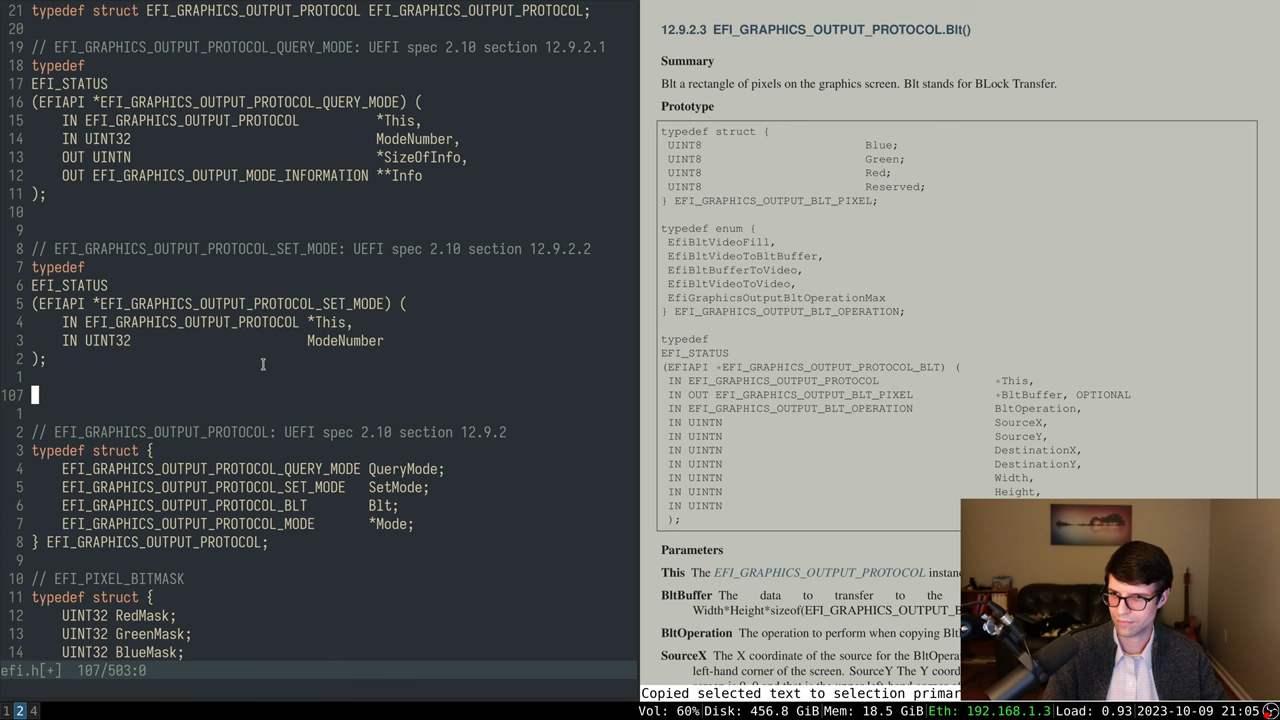 21 typedef struct EFI_GRAPHICS_OUTPUT_PROTOCOL EFI_GRAPHICS_OUTPUT_PROTOCOL;
20
19 // EFI_GRAPHICS_OUTPUT_PROTOCOL_QUERY_MODE: UEFI spec 2.10 section 12.9.2.1
18 typedef
17 EFI_STATUS
16 (EFIAPI *EFI_GRAPHICS_OUTPUT_PROTOCOL_QUERY_MODE) (
15 IN EFI_GRAPHICS_OUTPUT_PROTOCOL *This,
14 IN UINT32 ModeNumber,
13 OUT UINTN *SizeOfInfo,
12 OUT EFI_GRAPHICS_OUTPUT_MODE_INFORMATION **Info
11 );
10
9
8 // EFI_GRAPHICS_OUTPUT_PROTOCOL_SET_MODE: UEFI spec 2.10 section 12.9.2.2
7 typedef
6 EFI_STATUS
5 (EFIAPI *EFI_GRAPHICS_OUTPUT_PROTOCOL_SET_MODE) (
4 IN EFI_GRAPHICS_OUTPUT_PROTOCOL *This,
3 IN UINT32 ModeNumber
2 );
1
107
1
2 // EFI_GRAPHICS_OUTPUT_PROTOCOL: UEFI spec 2.10 section 12.9.2
3 typedef struct {
4 EFI_GRAPHICS_OUTPUT_PROTOCOL_QUERY_MODE QueryMode;
5 EFI_GRAPHICS_OUTPUT_PROTOCOL_SET_MODE SetMode;
6 EFI_GRAPHICS_OUTPUT_PROTOCOL_BLT Blt;
7 EFI_GRAPHICS_OUTPUT_PROTOCOL_MODE *Mode;
8 } EFI_GRAPHICS_OUTPUT_PROTOCOL;
9
10 // EFI_PIXEL_BITMASK
11 typedef struct {
12 UINT32 RedMask;
13 UINT32 GreenMask;
14 UINT32 BlueMask;
efi.h[+] 107/503:0
12.9.2.3 EFI_GRAPHICS_OUTPUT_PROTOCOL.Blt()
Summary
Blt a rectangle of pixels on the graphics screen. Blt stands for BLock Transfer.
Prototype
typedef struct {
UINT8 Blue;
UINT8 Green;
UINT8 Red;
UINT8 Reserved;
} EFI_GRAPHICS_OUTPUT_BLT_PIXEL;
typedef enum {
EfiBltVideoFill,
EfiBltVideoToBltBuffer,
EfiBltBufferToVideo,
EfiBltVideoToVideo,
EfiGraphicsOutputBltOperationMax
} EFI_GRAPHICS_OUTPUT_BLT_OPERATION;
typedef
EFI_STATUS
(EFIAPI *EFI_GRAPHICS_OUTPUT_PROTOCOL_BLT) (
IN EFI_GRAPHICS_OUTPUT_PROTOCOL *This,
IN OUT EFI_GRAPHICS_OUTPUT_BLT_PIXEL *BltBuffer, OPTIONAL
IN EFI_GRAPHICS_OUTPUT_BLT_OPERATION BltOperation,
IN UINTN SourceX,
IN UINTN SourceY,
IN UINTN DestinationX,
IN UINTN DestinationY,
IN UINTN Width,
IN UINTN Height,
IN UINTN
);
Parameters
This The EFI_GRAPHICS_OUTPUT_PROTOCOL instanc
BltBuffer The data to transfer to the
Width*Height*sizeof(EFI_GRAPHICS_OUTPUT_B
BltOperation The operation to perform when copying Blt
SourceX The X coordinate of the source for the BltOpera
left-hand corner of the screen. SourceY The Y coord
Copied selected text to selection primar
1 2 4
Vol: 60%|Disk: 456.8 GiB|Mem: 18.5 GiB|Eth: 192.168.1.3|Load: 0.93|2023-10-09 21:05